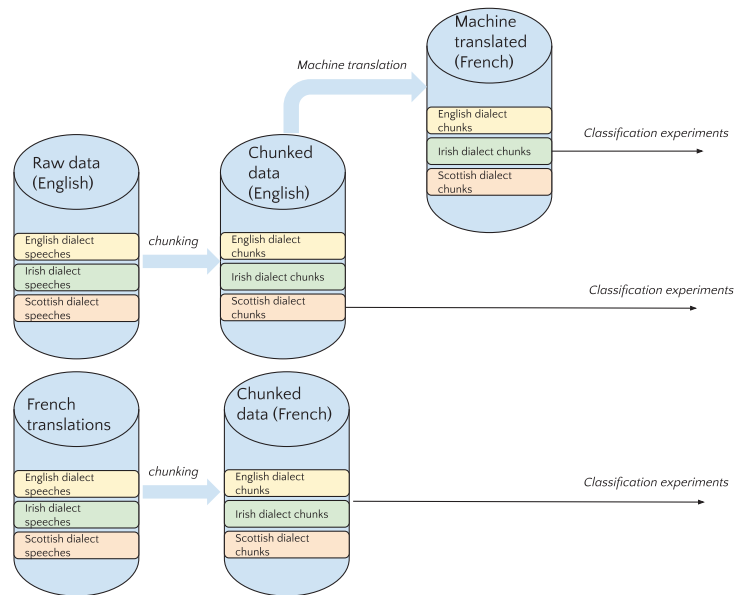 Machine
translated
(French)
Machine translation
English dialect
chunks
Classification experiments
Irish dialect chunks
Scottish dialect
chunks
Raw data
(English)
Chunked
data
(English)
English dialect
speeches
chunking
English dialect
chunks
Irish dialect
speeches
Irish dialect chunks
Scottish dialect
speeches
Scottish dialect
chunks
Classification experiments
French
translations
Chunked
data (French)
English dialect
speeches
chunking
English dialect
chunks
Classification experiments
Irish dialect
speeches
Irish dialect chunks
Scottish dialect
speeches
Scottish dialect
chunks